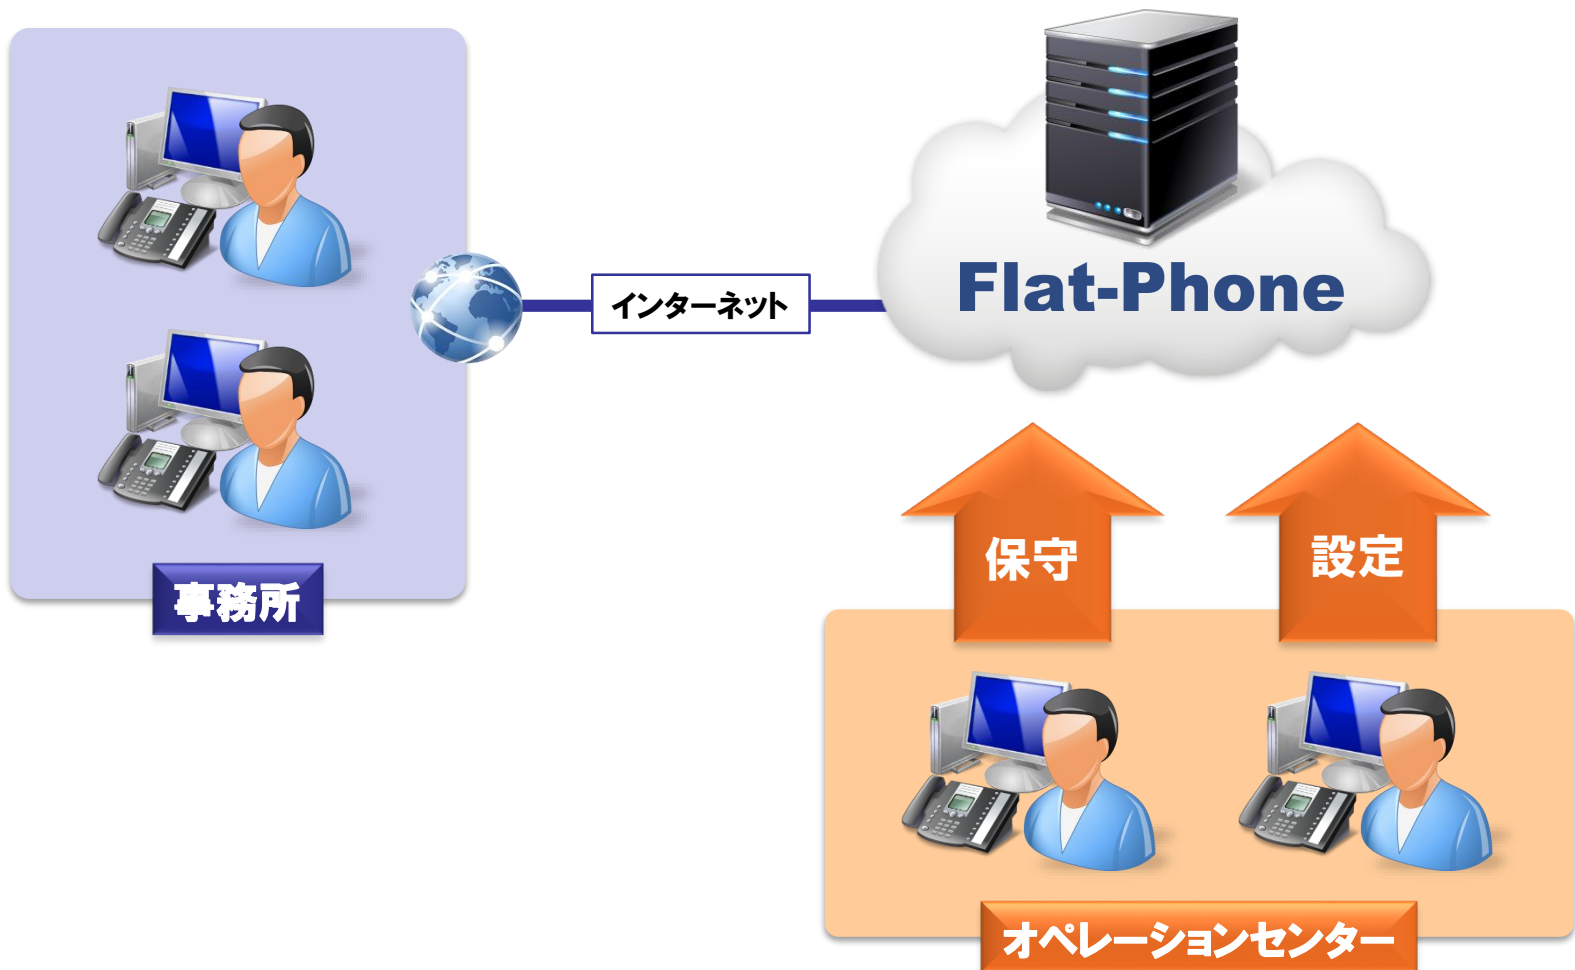 インターネット
Flat-Phone
保守
設定
事務所
オペレーションセンター